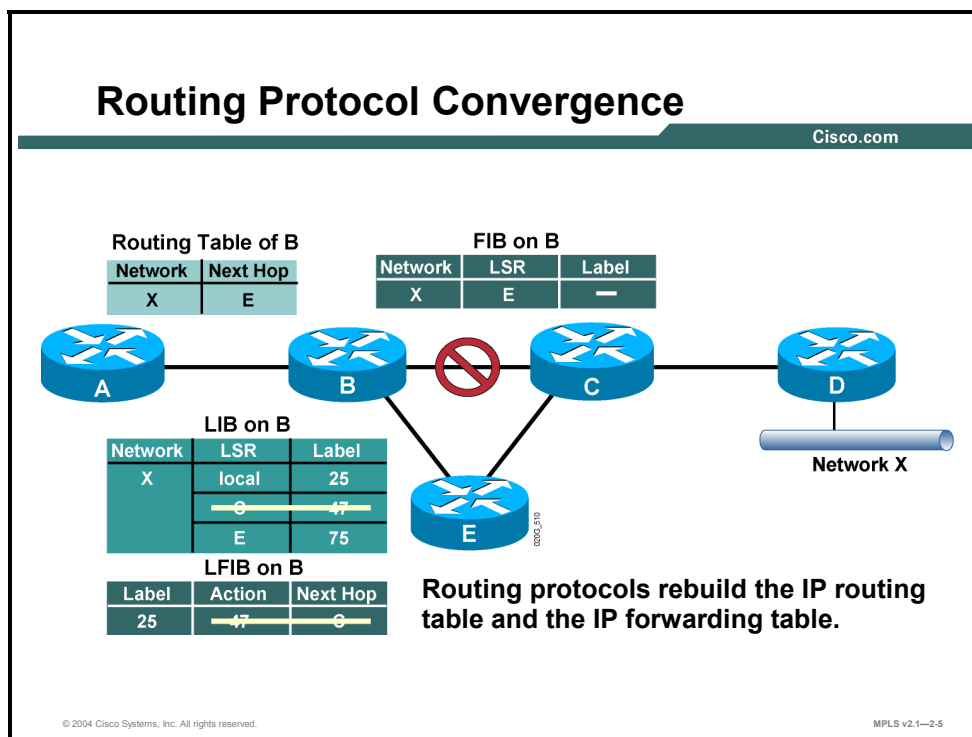 Routing Protocol Convergence
Cisco.com
Routing Table of B
Network Next Hop
X E
FIB on B
Network LSR Label
X E —
A
B
C
D
Network X
LIB on B
Network LSR Label
X local 25
C 47
E 75
E
020G_510
LFIB on B
Label Action Next Hop
25 47 C
Routing protocols rebuild the IP routing
table and the IP forwarding table.
© 2004 Cisco Systems, Inc. All rights reserved.
MPLS v2.1—2-5